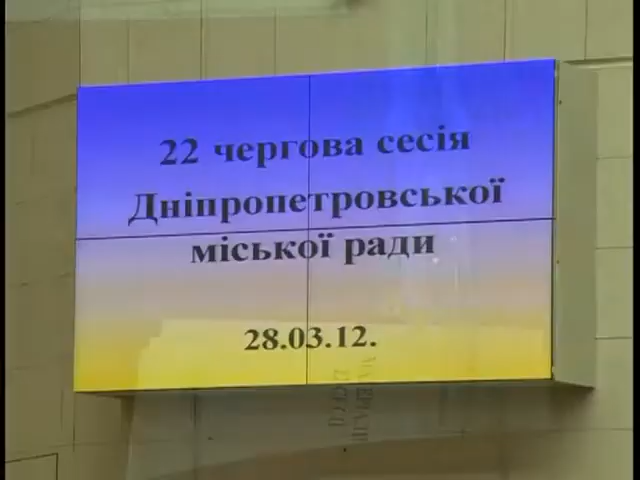 22 чергова сесія
Дніпропетровської
міської ради
28.03.12.